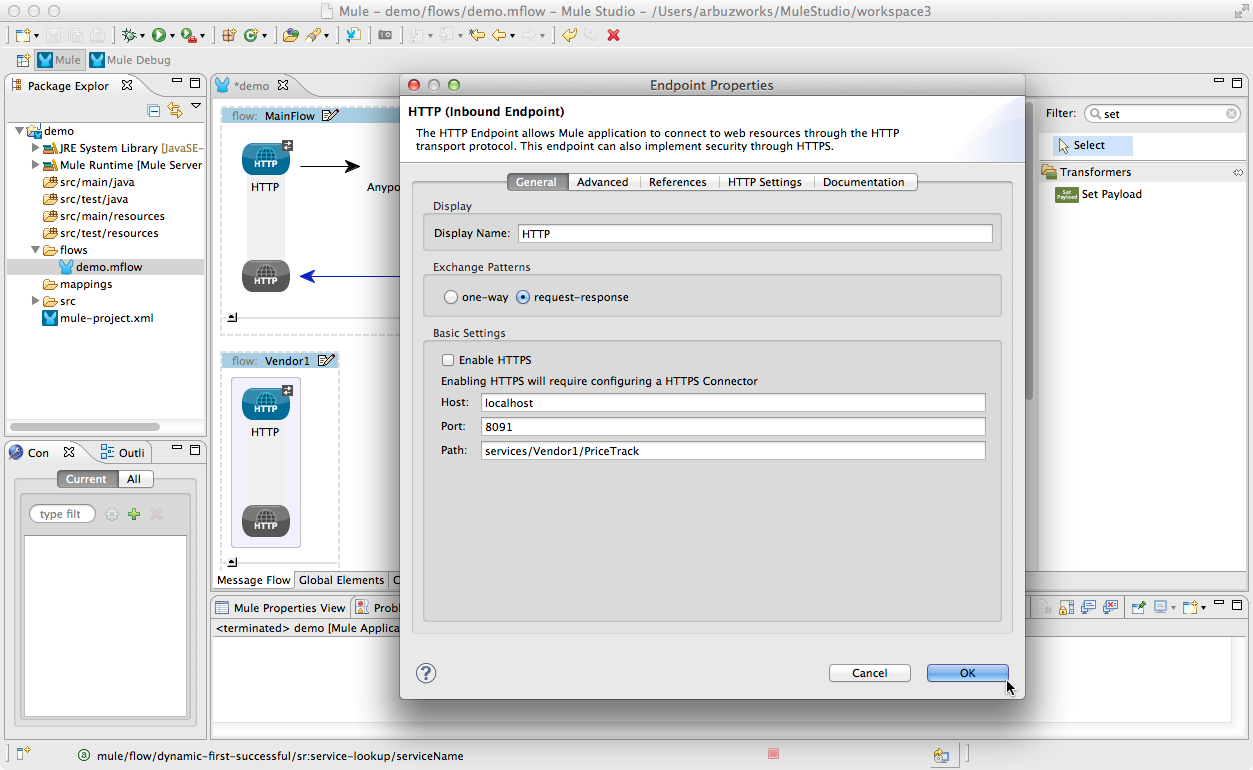 Mule – demo/flows/demo.mflow – Mule Studio – /Users/arbuzworks/MuleStudio/workspace3
Mule
Mule Debug
Package Explor
demo
JRE System Library [JavaSE–
Mule Runtime [Mule Server
src/main/java
src/test/java
src/main/resources
src/test/resources
flows
demo.mflow
mappings
src
mule-project.xml
Con
Outli
Current
All
type filt
*demo
flow: MainFlow
HTTP
HTTP
Anypo
HTTP
flow: Vendor1
HTTP
HTTP
HTTP
Message Flow
Global Elements
C
Mule Properties View
Probl
<terminated> demo [Mule Applica
Endpoint Properties
HTTP (Inbound Endpoint)
The HTTP Endpoint allows Mule application to connect to web resources through the HTTP
transport protocol. This endpoint can also implement security through HTTPS.
General
Advanced
References
HTTP Settings
Documentation
Display
Display Name: HTTP
Exchange Patterns
one-way
request-response
Basic Settings
Enable HTTPS
Enabling HTTPS will require configuring a HTTPS Connector
Host: localhost
Port: 8091
Path: services/Vendor1/PriceTrack
?
Cancel
OK
Filter: set
Select
Transformers
Set Payload
Set Payload
mule/flow/dynamic-first-successful/sr:service-lookup/serviceName